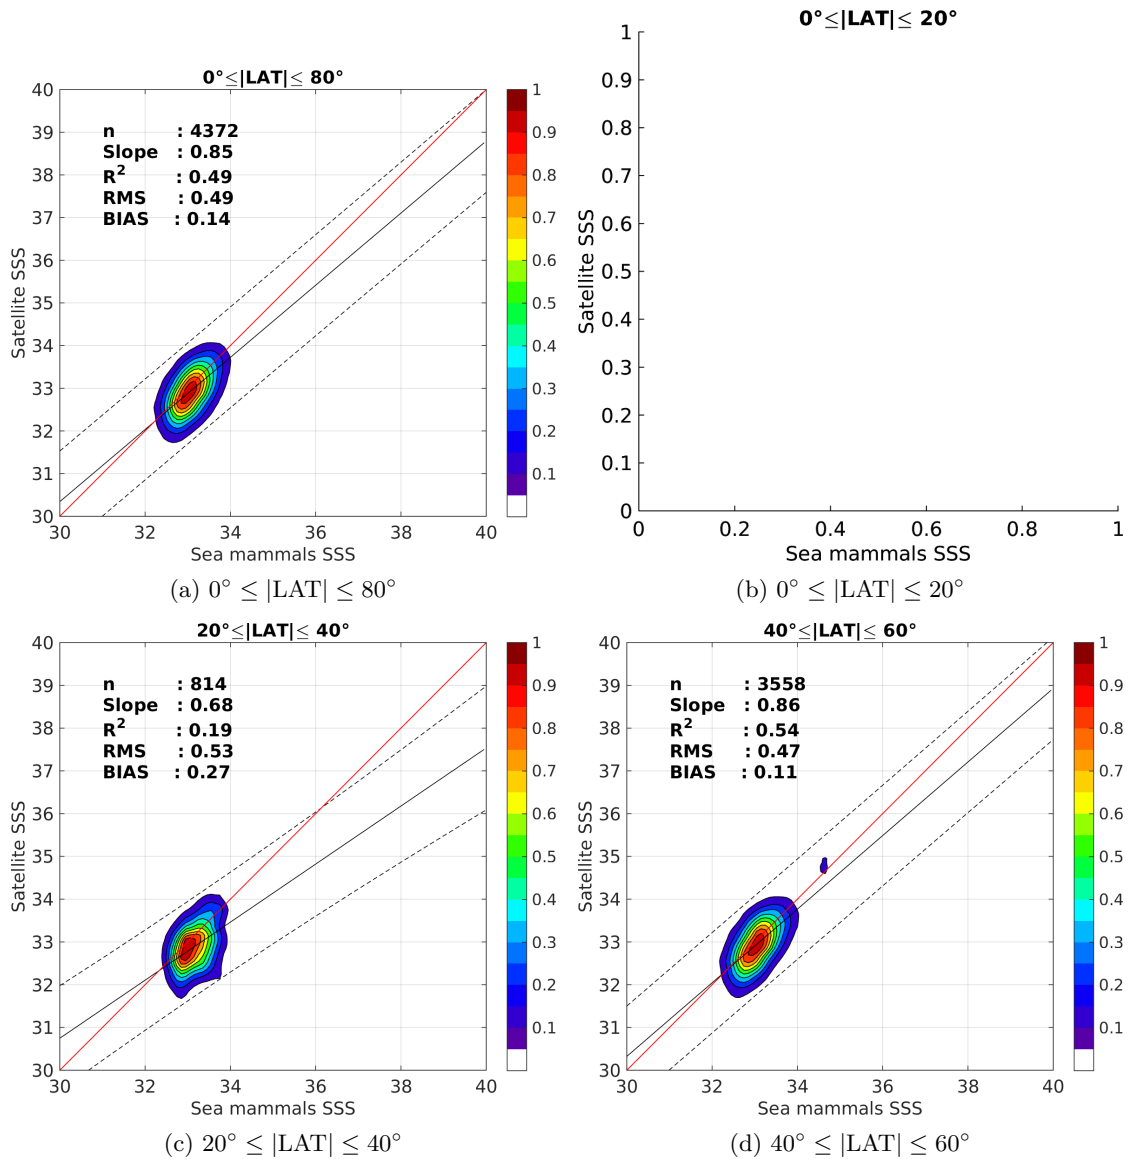 0°≤|LAT|≤ 80°
n : 4372
Slope : 0.85
R² : 0.49
RMS : 0.49
BIAS : 0.14
40
39
38
37
36
35
34
33
32
31
30
Satellite SSS
30 32 34 36 38 40
Sea mammals SSS
1
0.9
0.8
0.7
0.6
0.5
0.4
0.3
0.2
0.1
(a) 0° ≤ |LAT| ≤ 80°
0°≤|LAT|≤ 20°
1
0.9
0.8
0.7
0.6
0.5
0.4
0.3
0.2
0.1
0
Satellite SSS
0 0.2 0.4 0.6 0.8 1
Sea mammals SSS
(b) 0° ≤ |LAT| ≤ 20°
20°≤|LAT|≤ 40°
n : 814
Slope : 0.68
R² : 0.19
RMS : 0.53
BIAS : 0.27
40
39
38
37
36
35
34
33
32
31
30
Satellite SSS
30 32 34 36 38 40
Sea mammals SSS
1
0.9
0.8
0.7
0.6
0.5
0.4
0.3
0.2
0.1
(c) 20° ≤ |LAT| ≤ 40°
40°≤|LAT|≤ 60°
n : 3558
Slope : 0.86
R² : 0.54
RMS : 0.47
BIAS : 0.11
40
39
38
37
36
35
34
33
32
31
30
Satellite SSS
30 32 34 36 38 40
Sea mammals SSS
1
0.9
0.8
0.7
0.6
0.5
0.4
0.3
0.2
0.1
(d) 40° ≤ |LAT| ≤ 60°